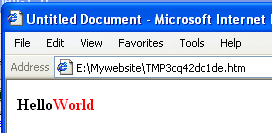 Untitled Document - Microsoft Internet
File Edit View Favorites Tools Help
Address E:\Mywebsite\TMP3cq42dc1de.htm
HelloWorld